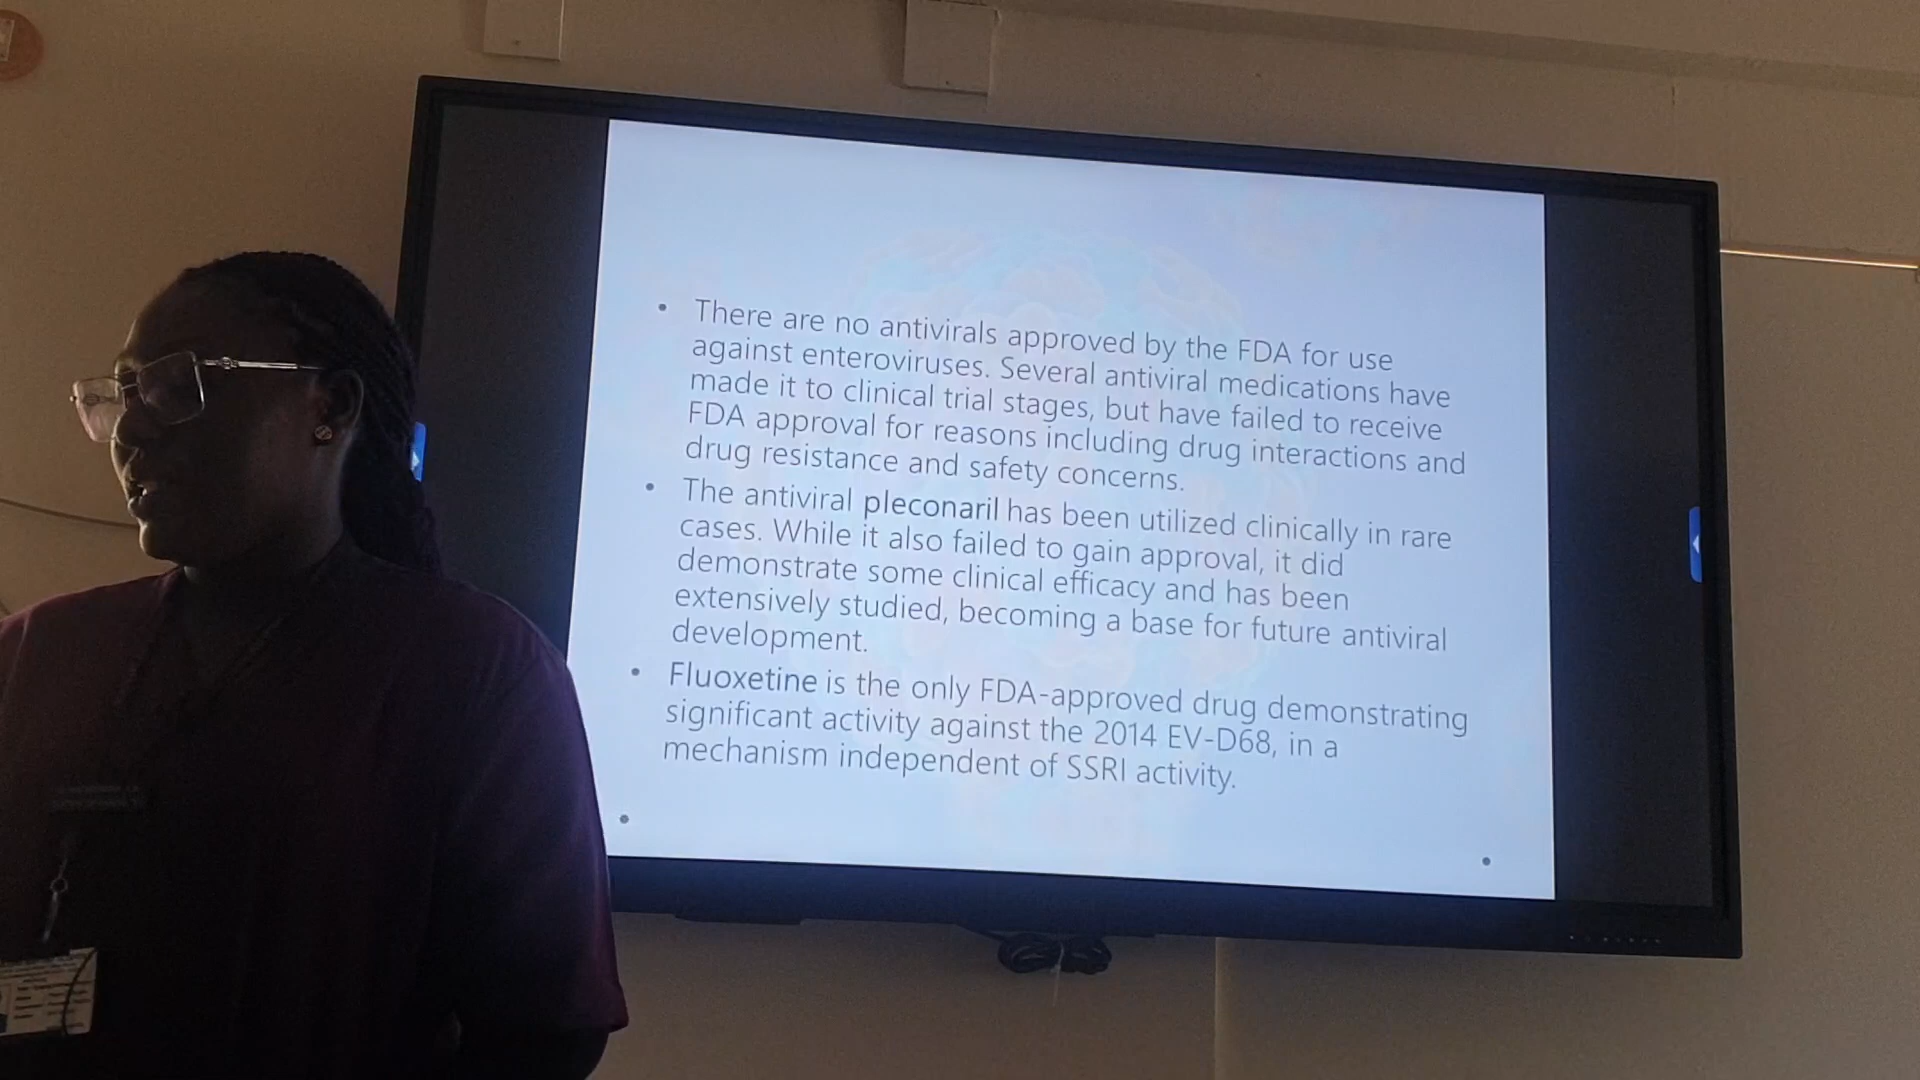 • There are no antivirals approved by the FDA for use
against enteroviruses. Several antiviral medications have
made it to clinical trial stages, but have failed to receive
FDA approval for reasons including drug interactions and
drug resistance and safety concerns.
• The antiviral pleconaril has been utilized clinically in rare
cases. While it also failed to gain approval, it did
demonstrate some clinical efficacy and has been
extensively studied, becoming a base for future antiviral
development.
• Fluoxetine is the only FDA-approved drug demonstrating
significant activity against the 2014 EV-D68, in a
mechanism independent of SSRI activity.